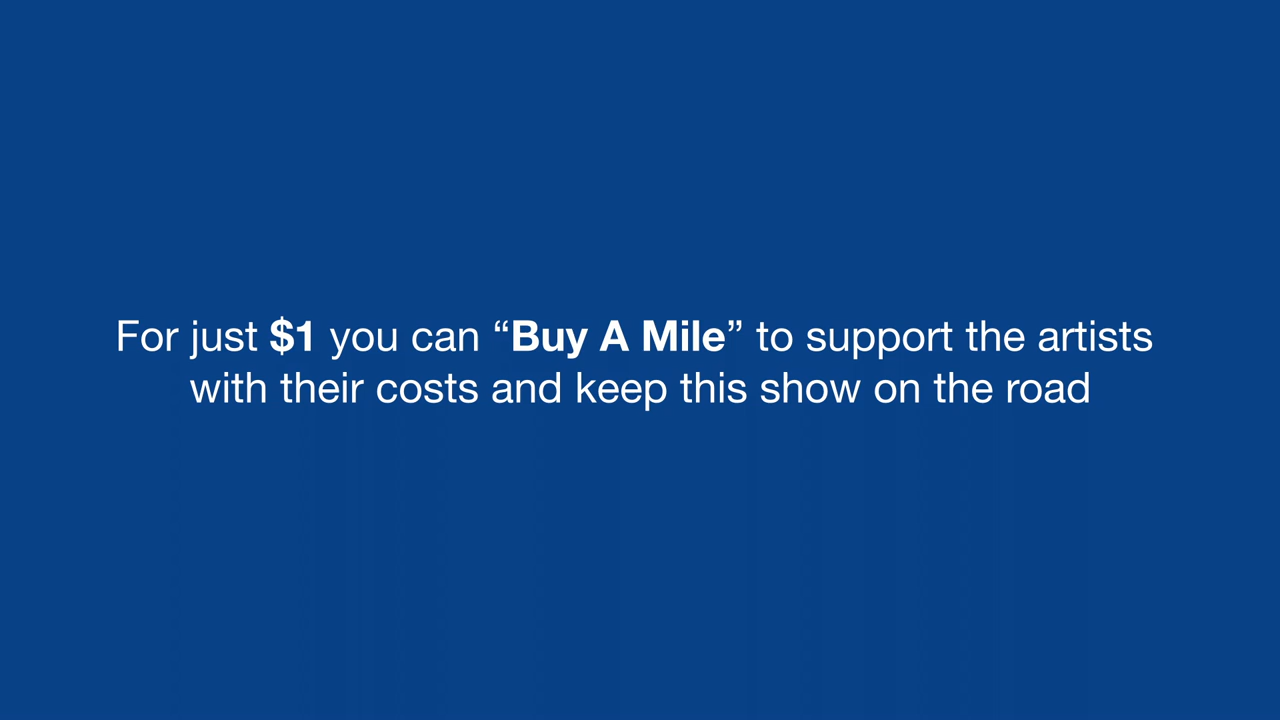 For just $1 you can “Buy A Mile” to support the artists
with their costs and keep this show on the road